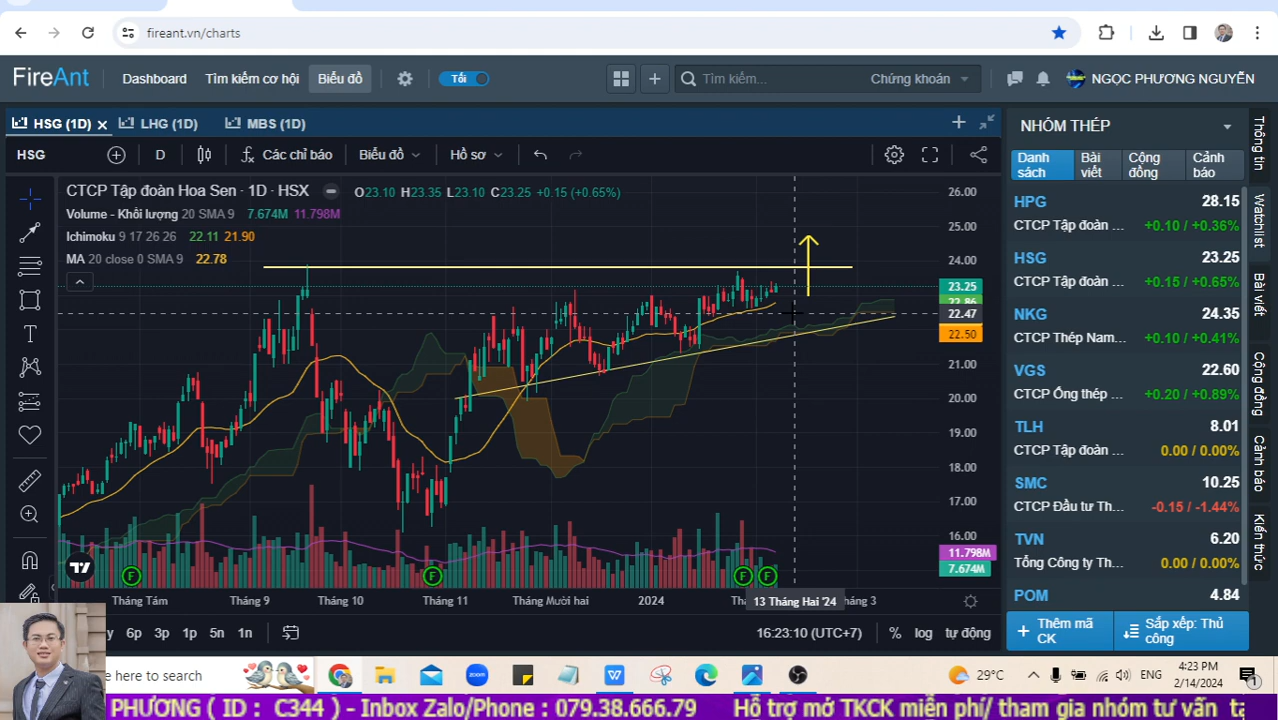 fireant.vn/charts
FireAnt Dashboard Tìm kiếm cơ hội Biểu đồ Tối Tìm kiếm... Chứng khoán NGỌC PHƯƠNG NGUYỄN
HSG (1D) LHG (1D) MBS (1D)
HSG D Các chỉ báo Biểu đồ Hồ sơ
CTCP Tập đoàn Hoa Sen · 1D · HSX O23.10 H23.35 L23.10 C23.25 +0.15 (+0.65%)
Volume - Khối lượng 20 SMA 9 7.674M 11.798M
Ichimoku 9 17 26 26 22.11 21.90
MA 20 close 0 SMA 9 22.78
26.00
25.00
24.00
23.25
22.86
22.47
22.50
21.00
20.00
19.00
18.00
17.00
16.00
11.798M
7.674M
F F F F
Tháng Tám Tháng 9 Tháng 10 Tháng 11 Tháng Mười hai 2024 13 Tháng Hai '24
6p 3p 1p 5n 1n 16:23:10 (UTC+7) % log tự động
NHÓM THÉP
Danh sách Bài viết Cộng đồng Cảnh báo
HPG 28.15
CTCP Tập đoàn ... +0.10 / +0.36%
HSG 23.25
CTCP Tập đoàn ... +0.15 / +0.65%
NKG 24.35
CTCP Thép Nam... +0.10 / +0.41%
VGS 22.60
CTCP Ống thép ... +0.20 / +0.89%
TLH 8.01
CTCP Tập đoàn ... 0.00 / 0.00%
SMC 10.25
CTCP Đầu tư Th... -0.15 / -1.44%
TVN 6.20
Tổng Công ty Th... 0.00 / 0.00%
POM 4.84
Thêm mã CK
Sắp xếp: Thủ công
Thông tin
Watchlist
Bài viết
Cộng đồng
Cảnh báo
Kiến thức
here to search
zoom
29°C ENG 4:23 PM
2/14/2024
PHƯƠNG ( ID : C344 ) - Inbox Zalo/Phone : 079.38.666.79 Hỗ trợ mở TKCK miễn phí/ tham gia nhóm tư vấn